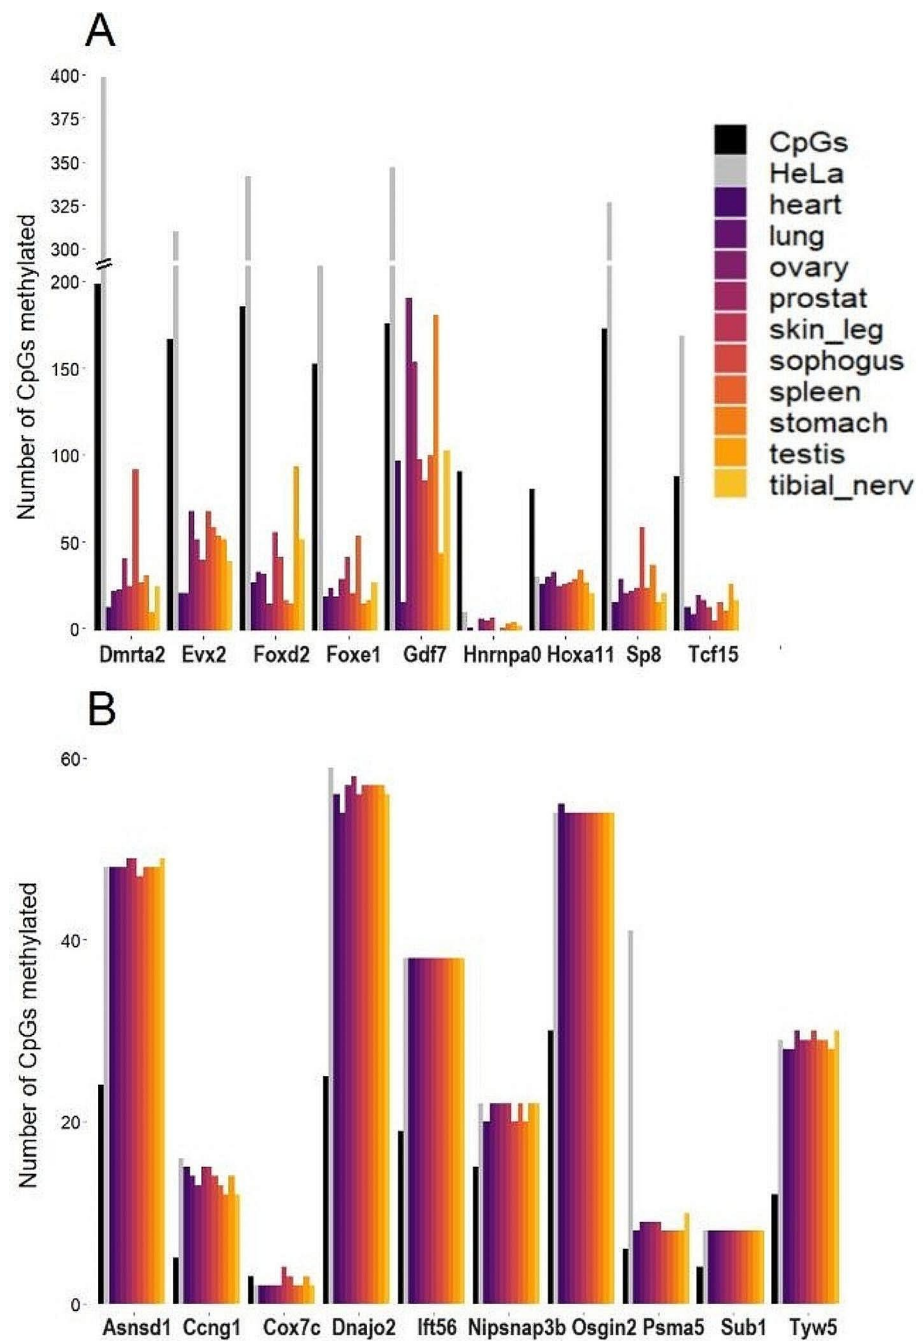 A
Number of CpGs methylated
400
375
350
325
300
200
150
100
50
0
CpGs
HeLa
heart
lung
ovary
prostat
skin_leg
sophogus
spleen
stomach
testis
tibial_nerv
Dmrta2 Evx2 Foxd2 Foxe1 Gdf7 Hnrnpa0 Hoxa11 Sp8 Tcf15
B
Number of CpGs methylated
60
40
20
0
Asnsd1 Ccng1 Cox7c Dnajo2 Ift56 Nipsnap3b Osgin2 Psma5 Sub1 Tyw5